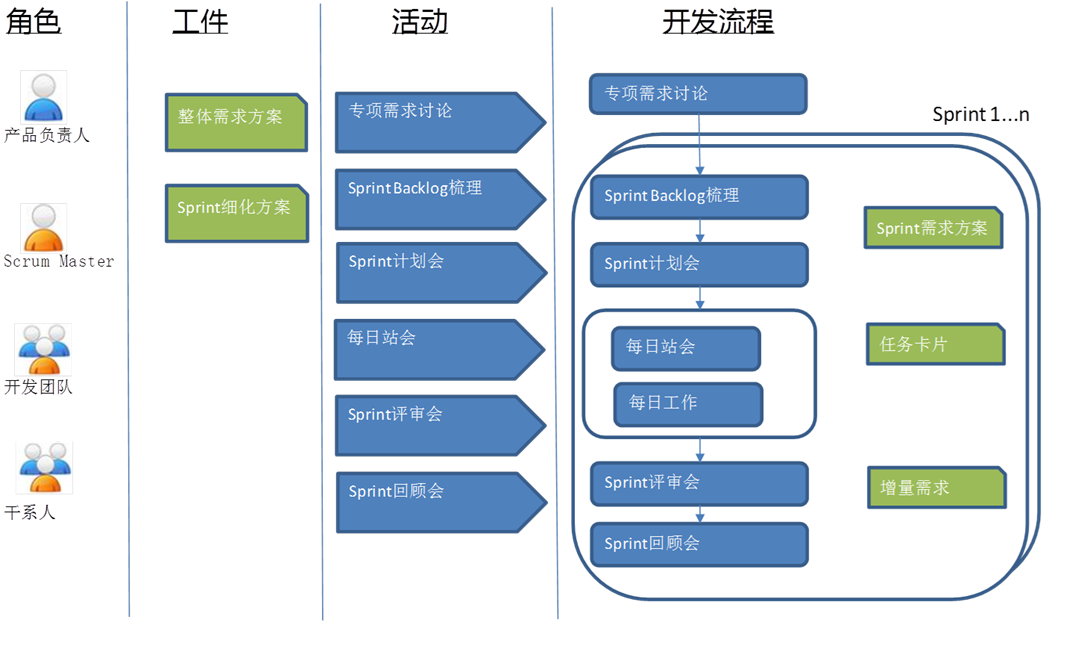 角色
工件
活动
开发流程
产品负责人
Scrum Master
开发团队
干系人
整体需求方案
Sprint细化方案
专项需求讨论
Sprint Backlog梳理
Sprint计划会
每日站会
Sprint评审会
Sprint回顾会
专项需求讨论
Sprint 1...n
Sprint Backlog梳理
Sprint计划会
每日站会
每日工作
Sprint评审会
Sprint回顾会
Sprint需求方案
任务卡片
增量需求